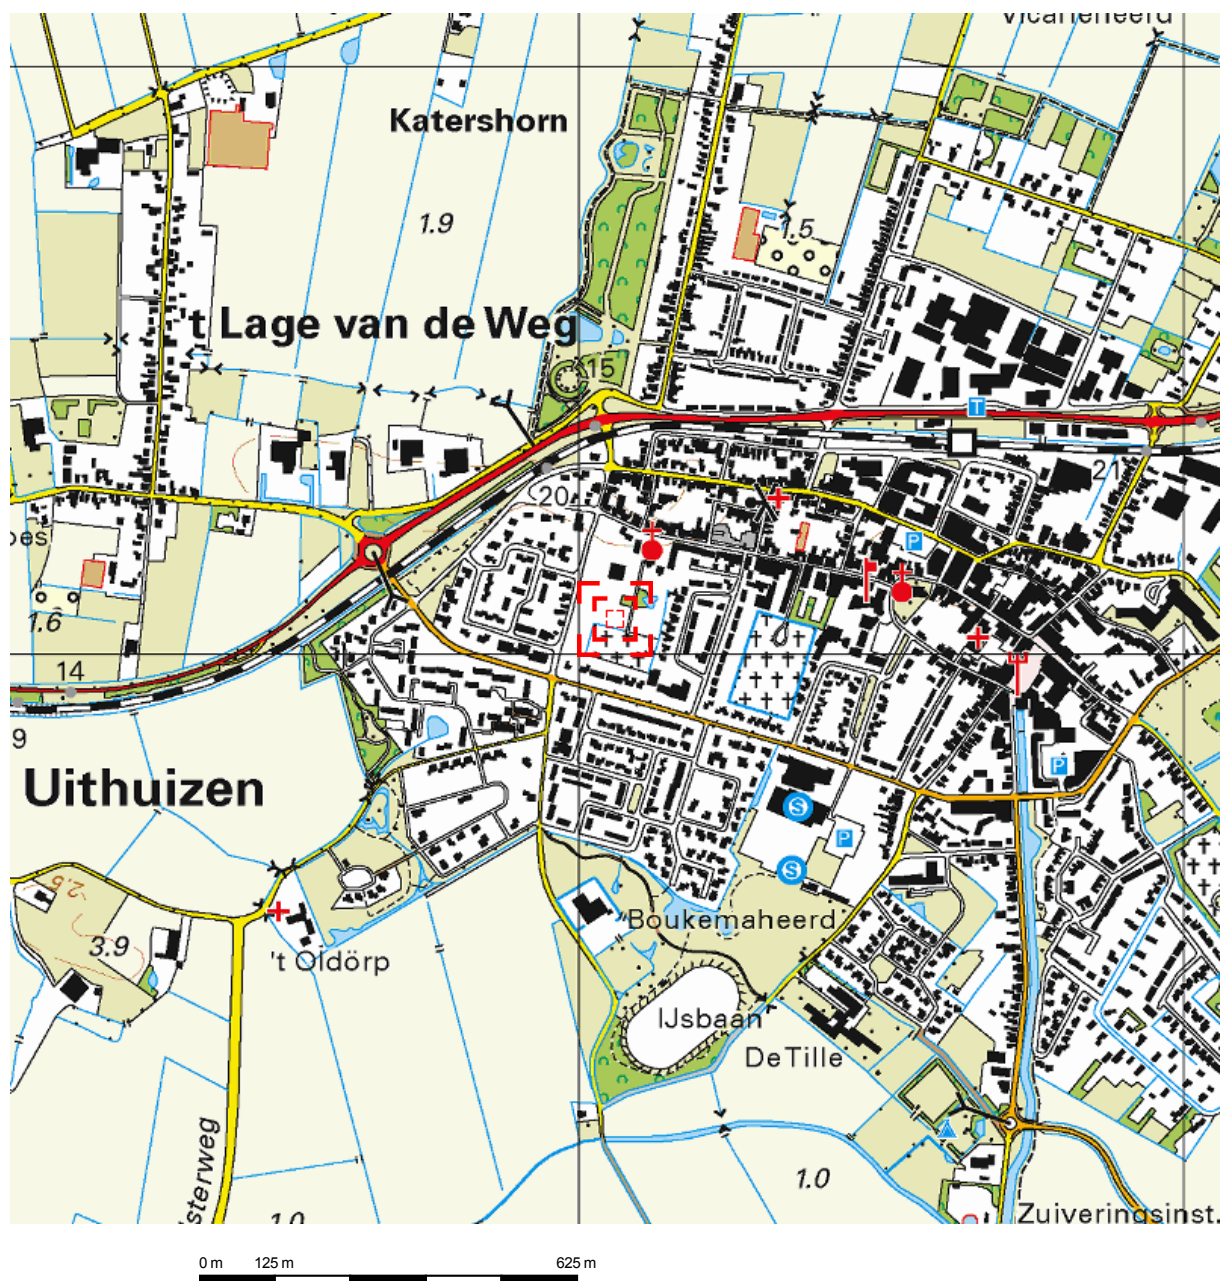 Katershorn
1.9
1.5
't Lage van de Weg
15
T
21
20
P
oes
1.6
14
9
Uithuizen
P
S
P
S
2.5
3.9
Boukemaheerd
't Oldörp
IJsbaan
De Tille
1.0
sterweg
1.0
Zuiveringsinst.
0 m 125 m 625 m